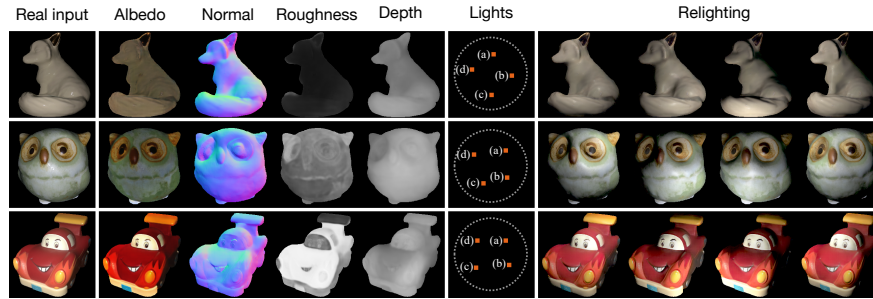 Real input Albedo Normal Roughness Depth Lights Relighting
(a)
(d)
(b)
(c)
(d) (a)
(b)
(c)
(d) (a)
(c) (b)